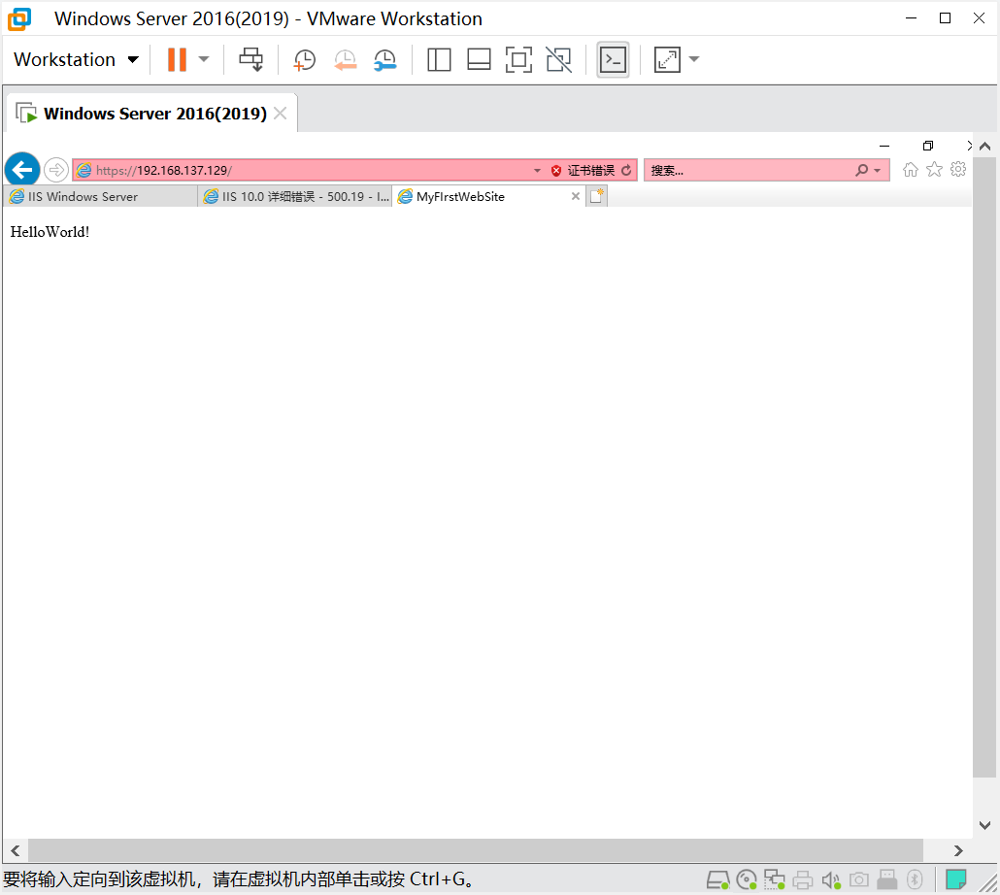 Windows Server 2016(2019) - VMware Workstation
Workstation
Windows Server 2016(2019)
https://192.168.137.129/
证书错误
搜索...
IIS Windows Server
IIS 10.0 详细错误 - 500.19 - I...
MyFIrstWebSite
HelloWorld!
要将输入定向到该虚拟机，请在虚拟机内部单击或按 Ctrl+G。